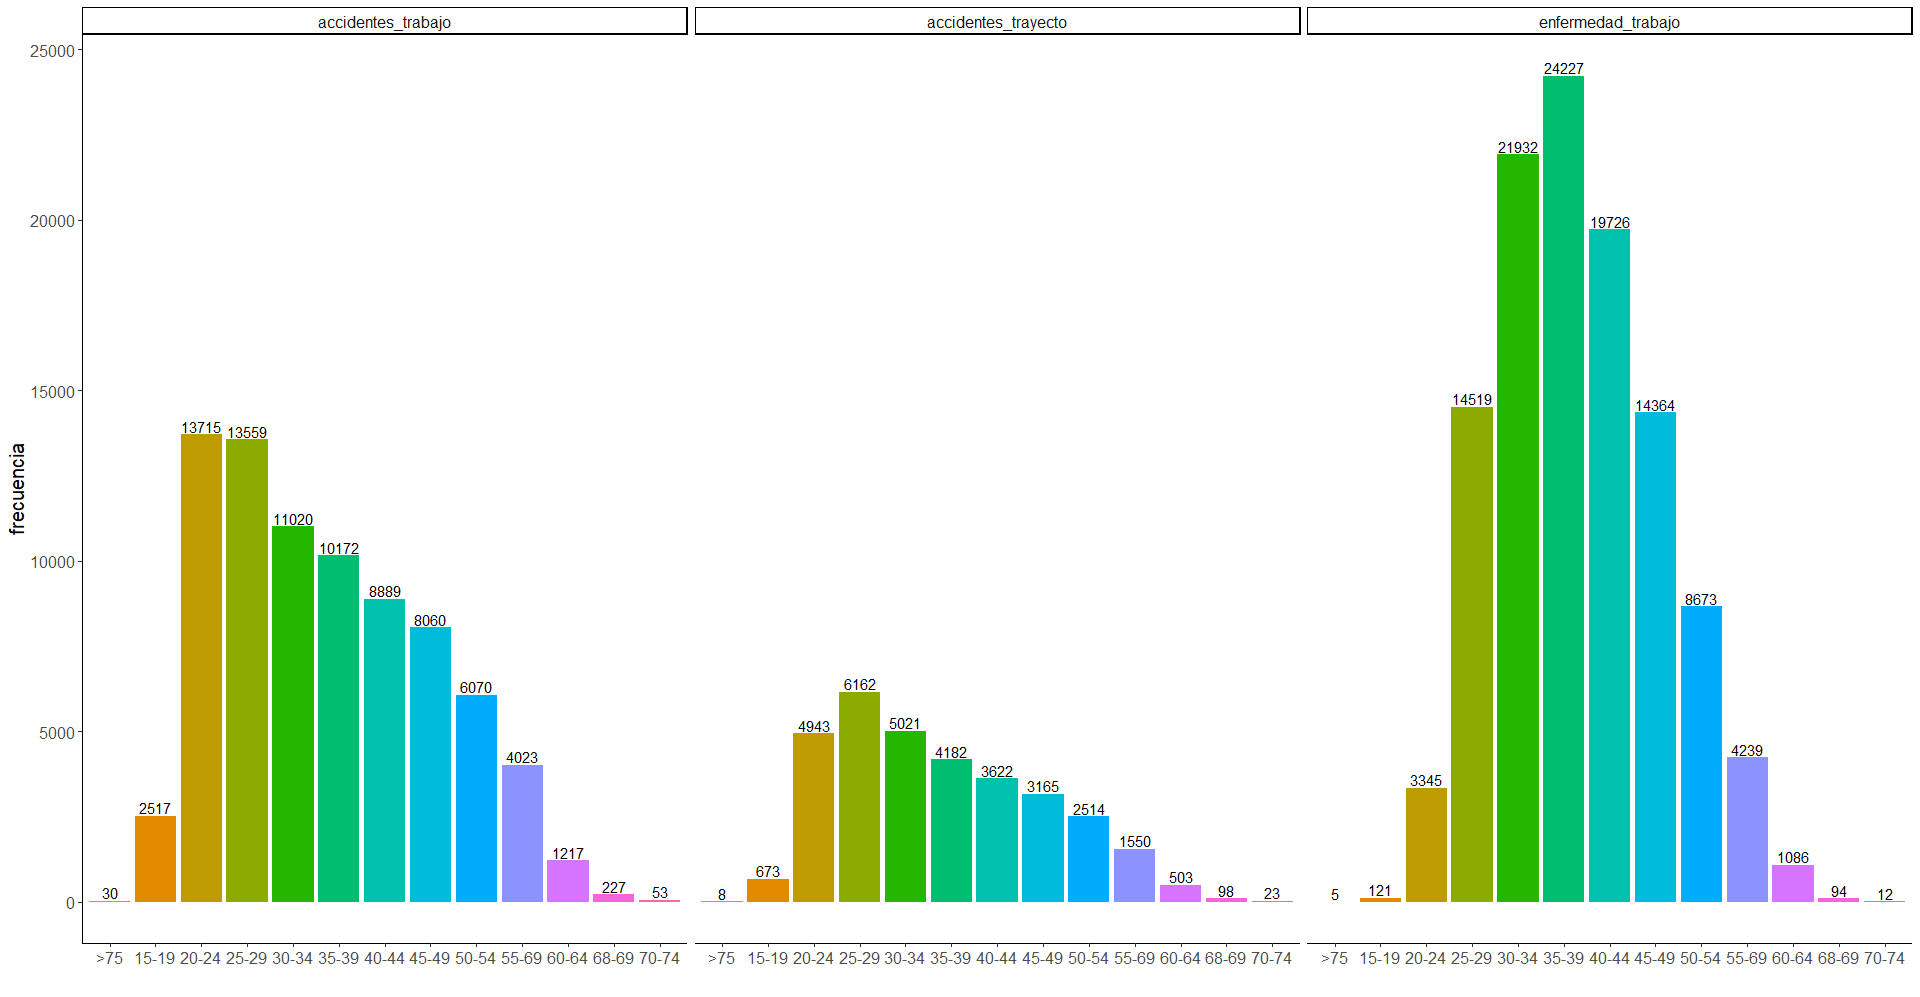 accidentes_trabajo accidentes_trayecto enfermedad_trabajo
25000
20000
15000
10000
5000
0
frecuencia
30 2517 13715 13559 11020 10172 8889 8060 6070 4023 1217 227 53
8 673 4943 6162 5021 4182 3622 3165 2514 1550 503 98 23
5 121 3345 14519 21932 24227 19726 14364 8673 4239 1086 94 12
>75 15-19 20-24 25-29 30-34 35-39 40-44 45-49 50-54 55-69 60-64 68-69 70-74
>75 15-19 20-24 25-29 30-34 35-39 40-44 45-49 50-54 55-69 60-64 68-69 70-74
>75 15-19 20-24 25-29 30-34 35-39 40-44 45-49 50-54 55-69 60-64 68-69 70-74